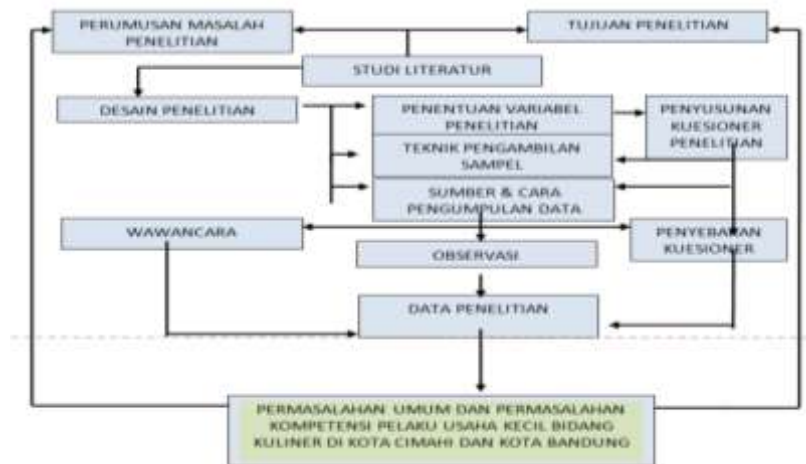 PERUMUSAN MASALAH
PENELITIAN
TUJUAN PENELITIAN
STUDI LITERATUR
DESAIN PENELITIAN
PENENTUAN VARIABEL
PENELITIAN
PENYUSUNAN
KUESIONER
PENELITIAN
TEKNIK PENGAMBILAN
SAMPEL
SUMBER & CARA
PENGUMPULAN DATA
WAWANCARA
PENYEBARAN
KUESIONER
OBSERVASI
DATA PENELITIAN
PERMASALAHAN UMUM DAN PERMASALAHAN
KOMPETENSI PELAKU USAHA KECIL BIDANG
KULINER DI KOTA CIMAHI DAN KOTA BANDUNG